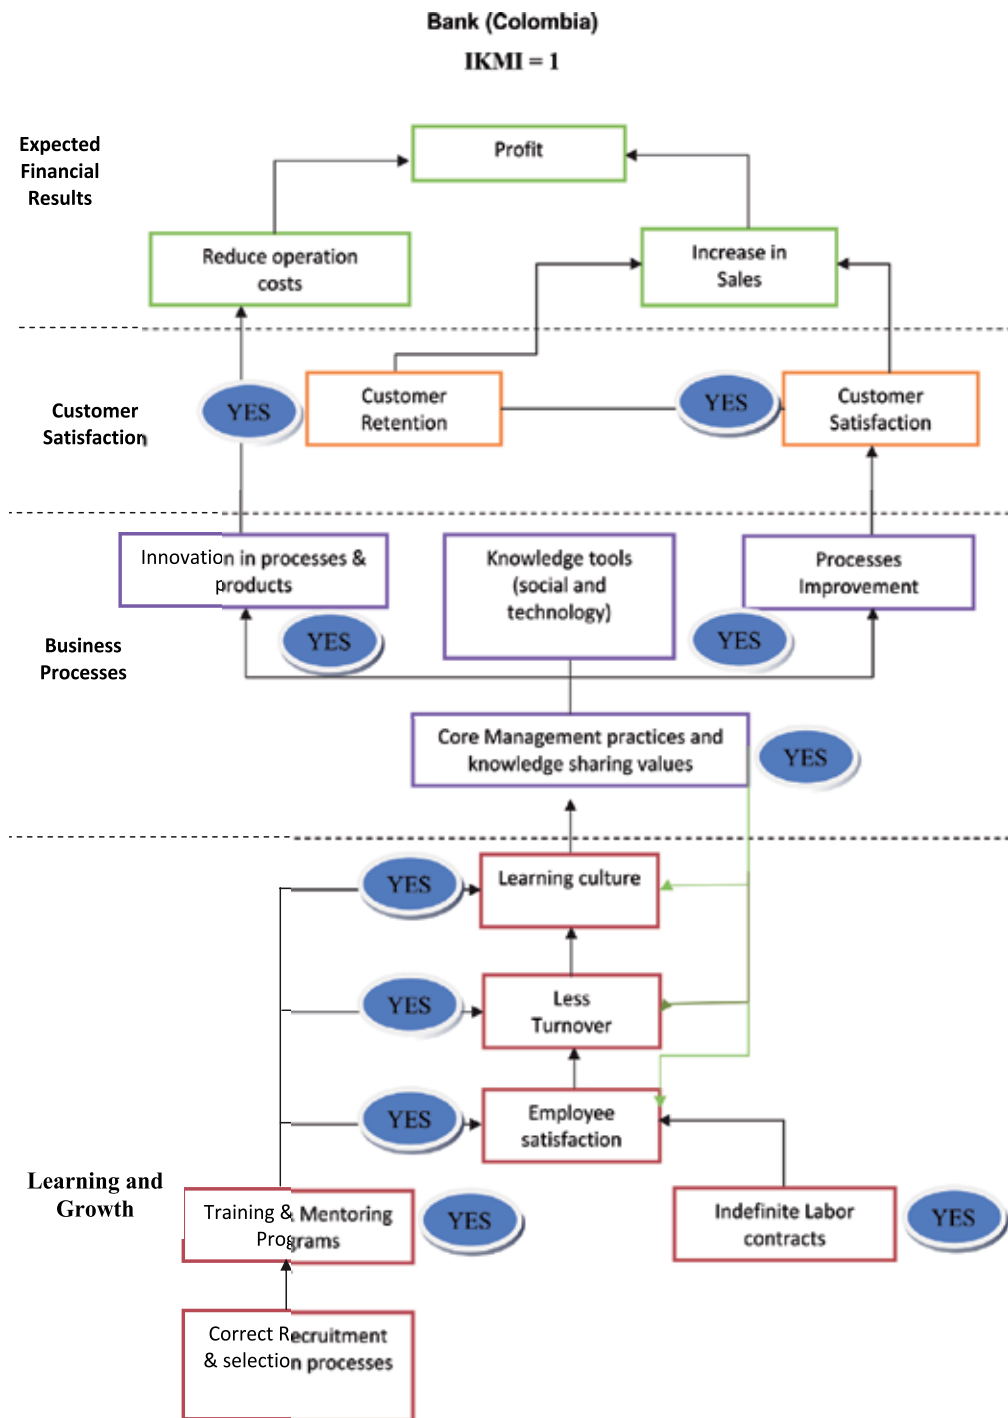 Bank (Colombia)
IKMI = 1
Expected
Financial
Results
Profit
Reduce operation
costs
Increase in
Sales
Customer
Satisfaction
YES
Customer
Retention
YES
Customer
Satisfaction
Innovation in processes &
products
Knowledge tools
(social and
technology)
Processes
Improvement
YES
YES
Business
Processes
Core Management practices and
knowledge sharing values
YES
YES
Learning culture
YES
Less
Turnover
YES
Employee
satisfaction
Learning and
Growth
Training & Mentoring
Programs
YES
Indefinite Labor
contracts
YES
Correct Recruitment
& selection processes